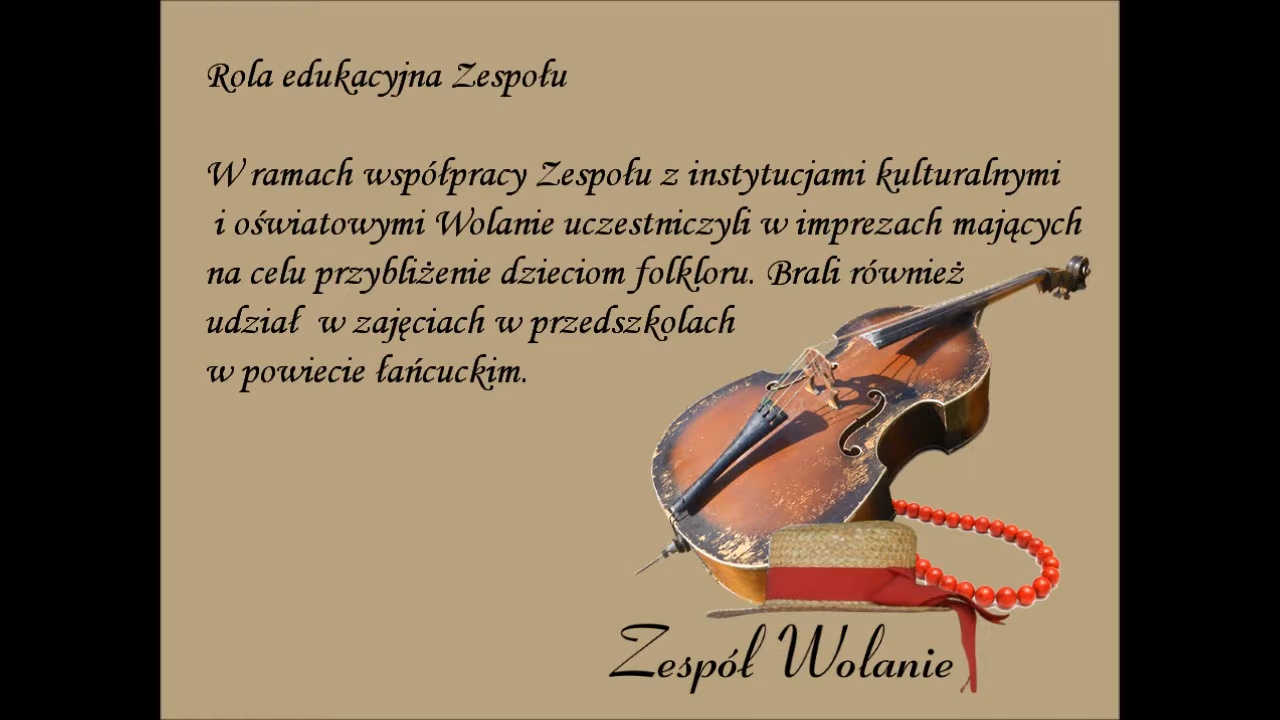 Rola edukacyjna Zespołu
W ramach współpracy Zespołu z instytucjami kulturalnymi
i oświatowymi Wolanie uczestniczyli w imprezach mających
na celu przybliżenie dzieciom folkloru. Brali również
udział w zajęciach w przedszkolach
w powiecie łańcuckim.
Zespół Wolanie